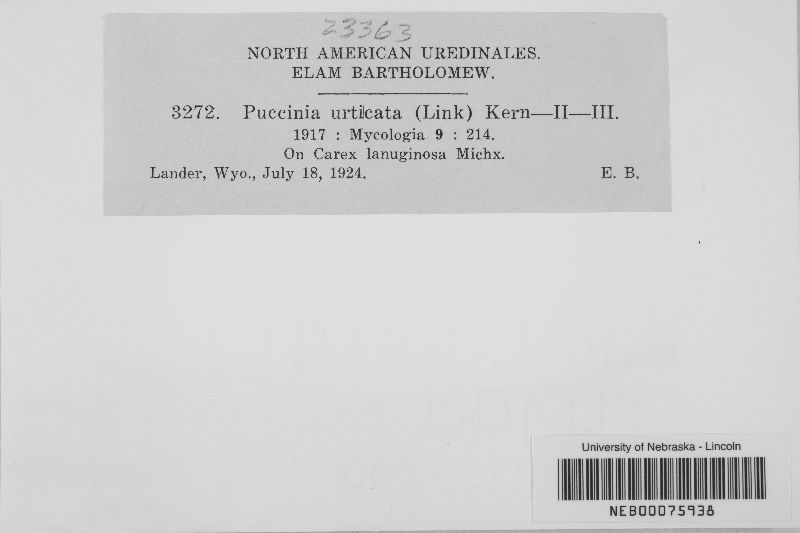 23363
NORTH AMERICAN UREDINALES.
ELAM BARTHOLOMEW.
3272. Puccinia urticata (Link) Kern—II—III.
1917 : Mycologia 9 : 214.
On Carex lanuginosa Michx.
Lander, Wyo., July 18, 1924. E. B.
University of Nebraska - Lincoln
NEB00075938